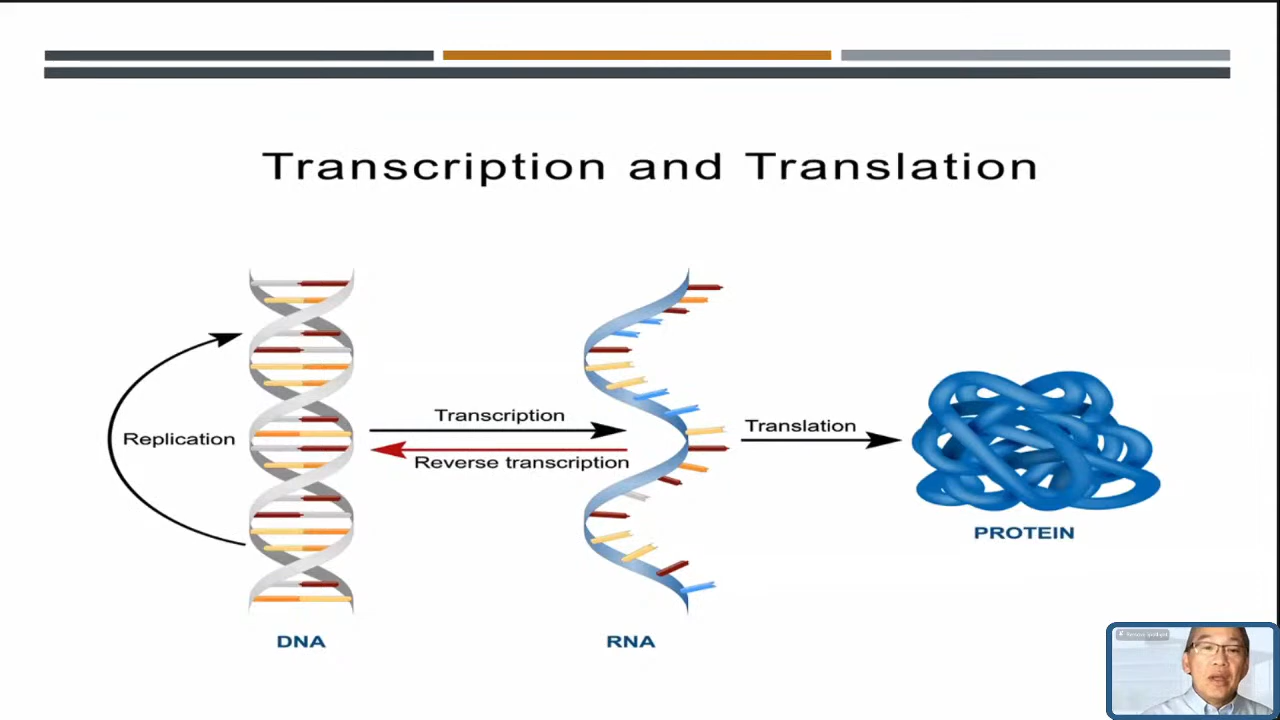 Transcription and Translation
Replication
Transcription
Reverse transcription
Translation
PROTEIN
DNA
RNA